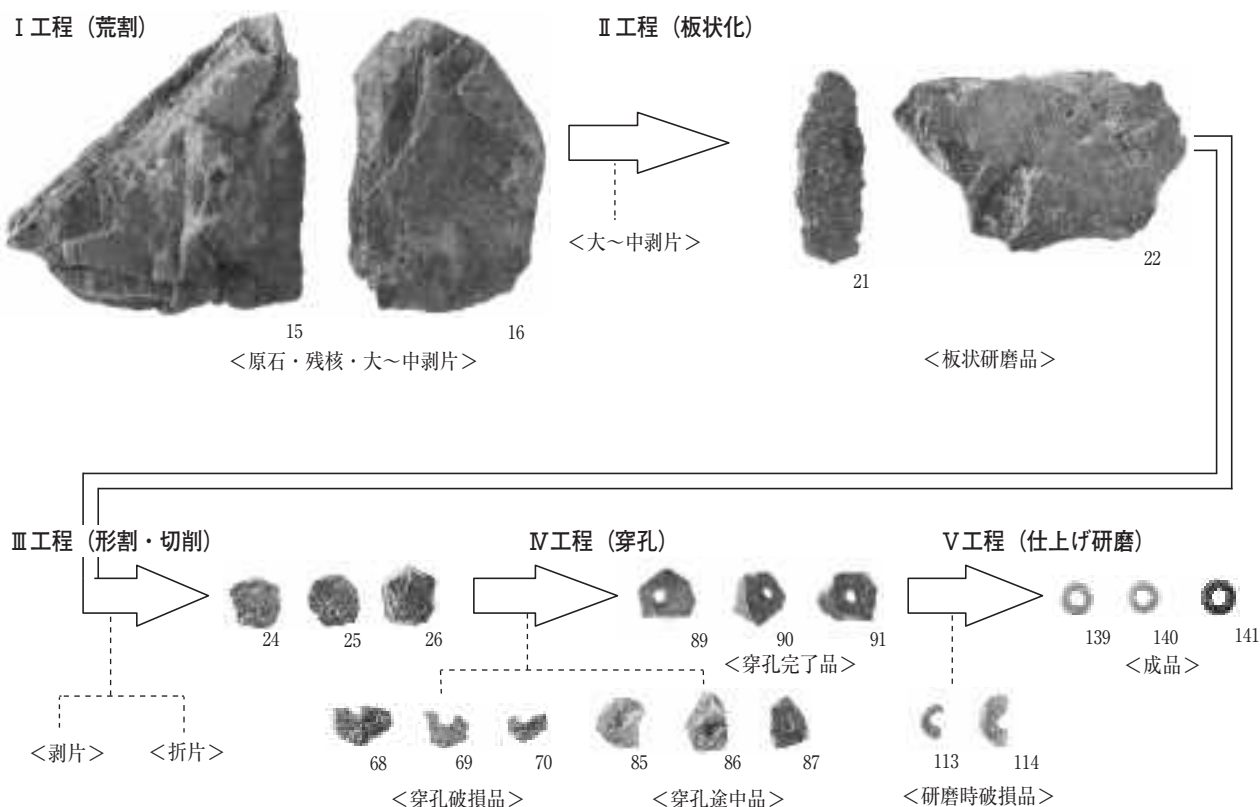 Ⅰ工程（荒割）
Ⅱ工程（板状化）
15
16
＜原石・残核・大～中剥片＞
＜大～中剥片＞
21
22
＜板状研磨品＞
Ⅲ工程（形割・切削）
Ⅳ工程（穿孔）
Ⅴ工程（仕上げ研磨）
24
25
26
89
90
91
＜穿孔完了品＞
139
140
141
＜成品＞
＜剥片＞
＜折片＞
68
69
70
＜穿孔破損品＞
85
86
87
＜穿孔途中品＞
113
114
＜研磨時破損品＞